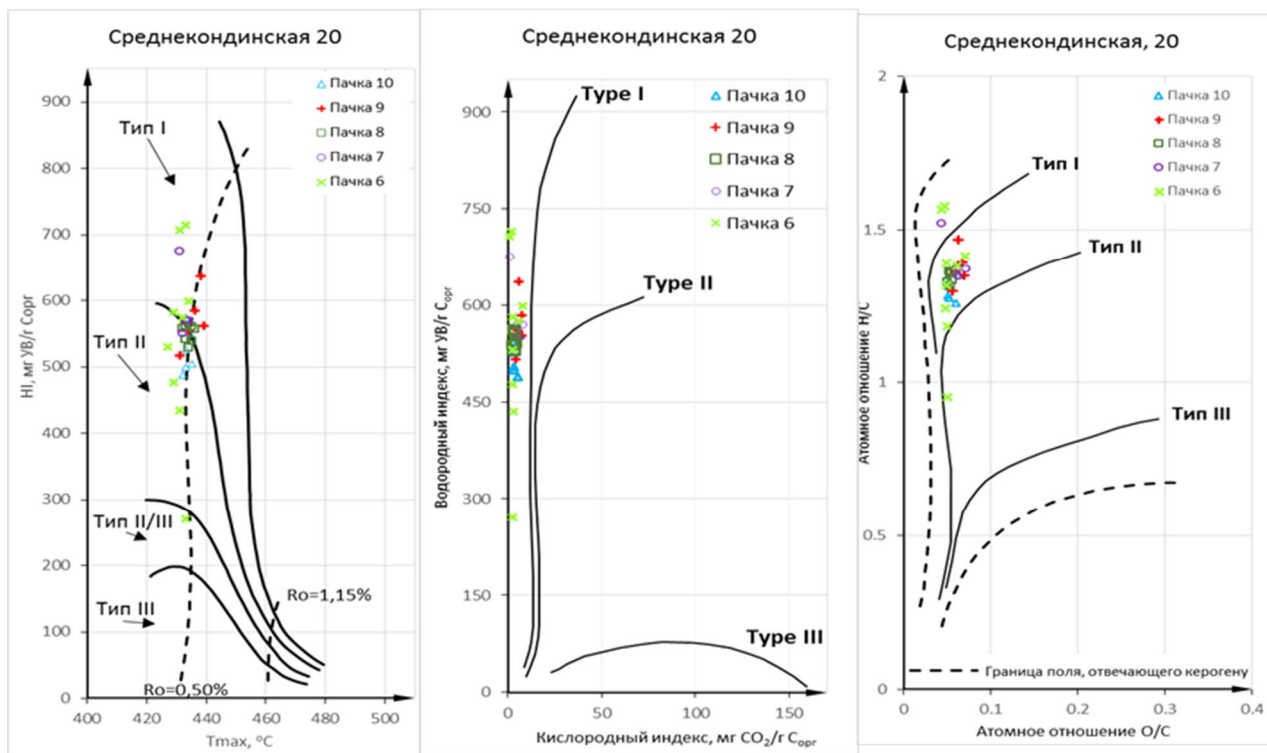 Среднекондинская 20
HI, мг УВ/г Сорг
900
800
700
600
500
400
300
200
100
0
400
420
440
460
480
500
Tmax, °C
Тип I
Тип II
Тип II/III
Тип III
Ro=0,50%
Ro=1,15%
Пачка 10
Пачка 9
Пачка 8
Пачка 7
Пачка 6
Среднекондинская 20
Водородный индекс, мг УВ/г Cорг
900
750
600
450
300
150
0
0
50
100
150
Кислородный индекс, мг CO2/г Cорг
Type I
Type II
Type III
Пачка 10
Пачка 9
Пачка 8
Пачка 7
Пачка 6
Среднекондинская, 20
Атомное отношение H/C
2
1.5
1
0.5
0
0
0.1
0.2
0.3
0.4
Атомное отношение O/C
Тип I
Тип II
Тип III
Пачка 10
Пачка 9
Пачка 8
Пачка 7
Пачка 6
Граница поля, отвечающего керогену